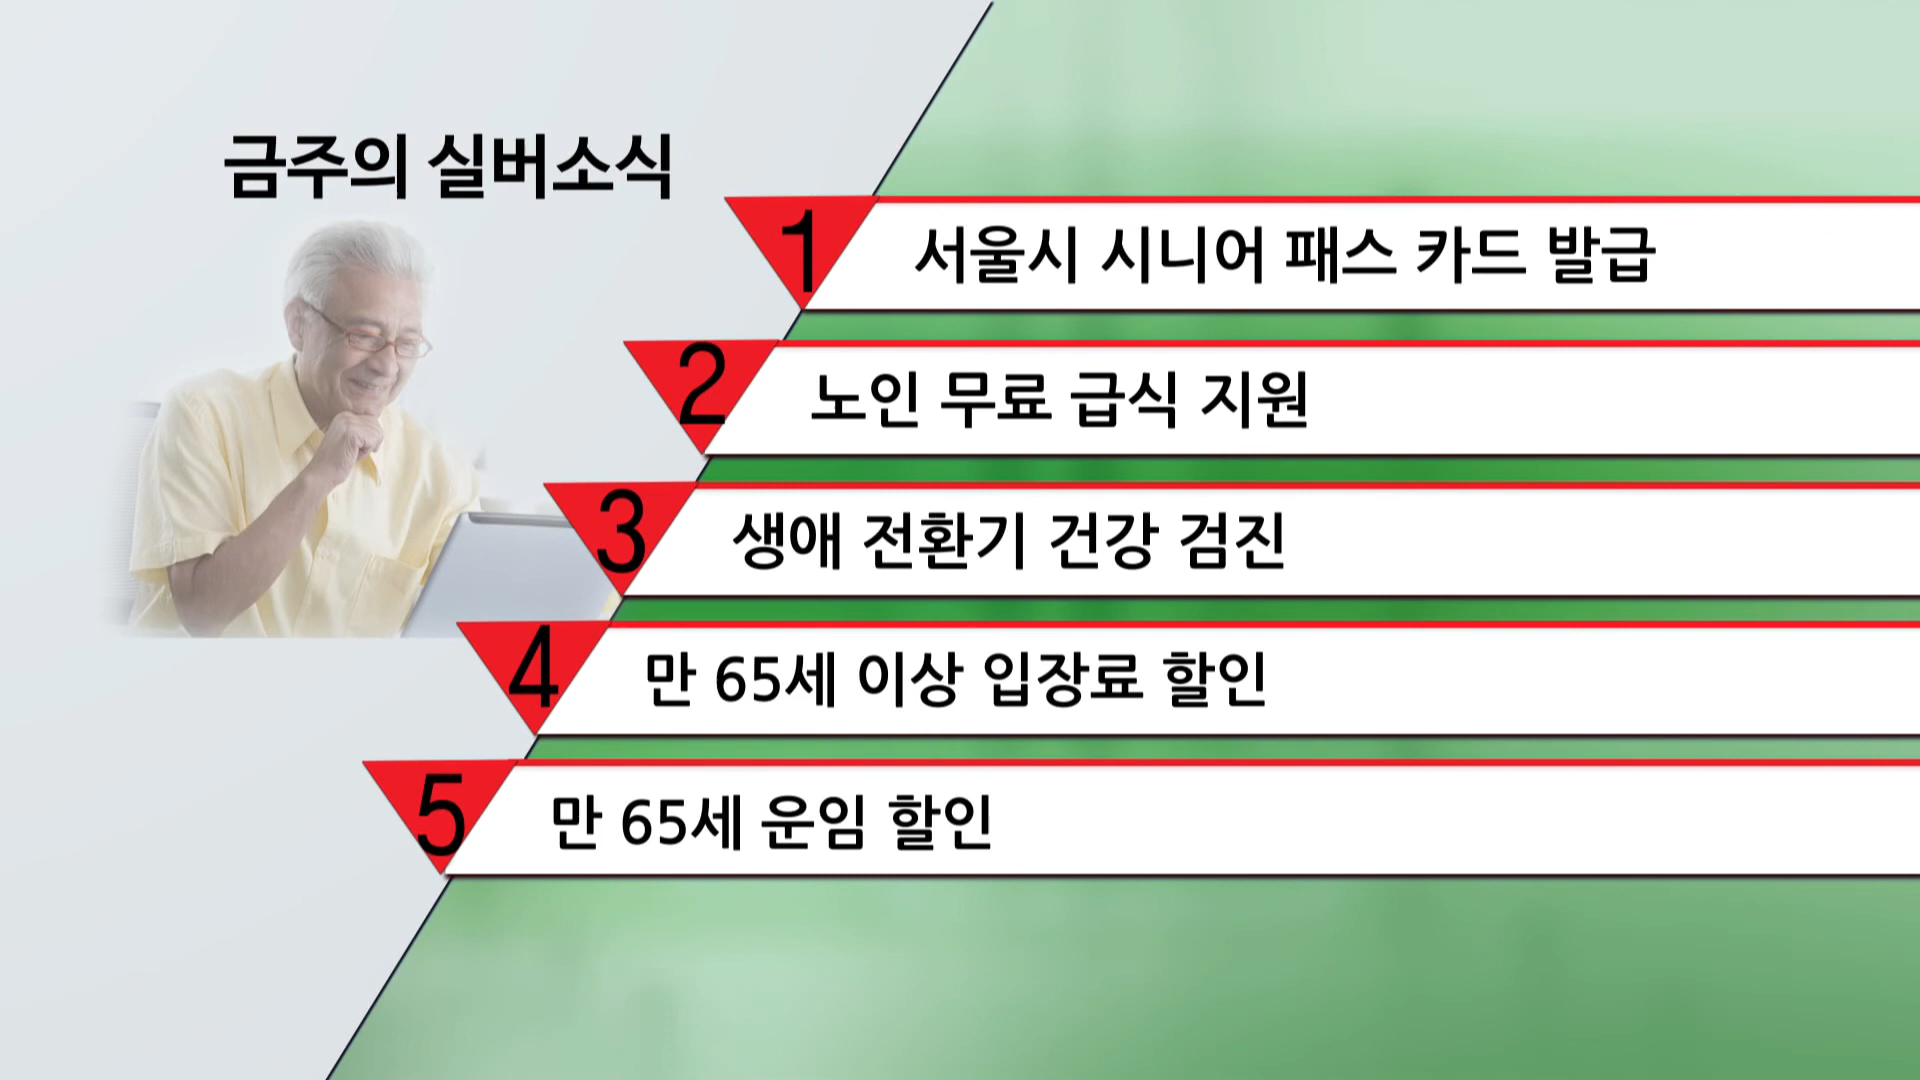 금주의 실버소식
1 서울시 시니어 패스 카드 발급
2 노인 무료 급식 지원
3 생애 전환기 건강 검진
4 만 65세 이상 입장료 할인
5 만 65세 운임 할인